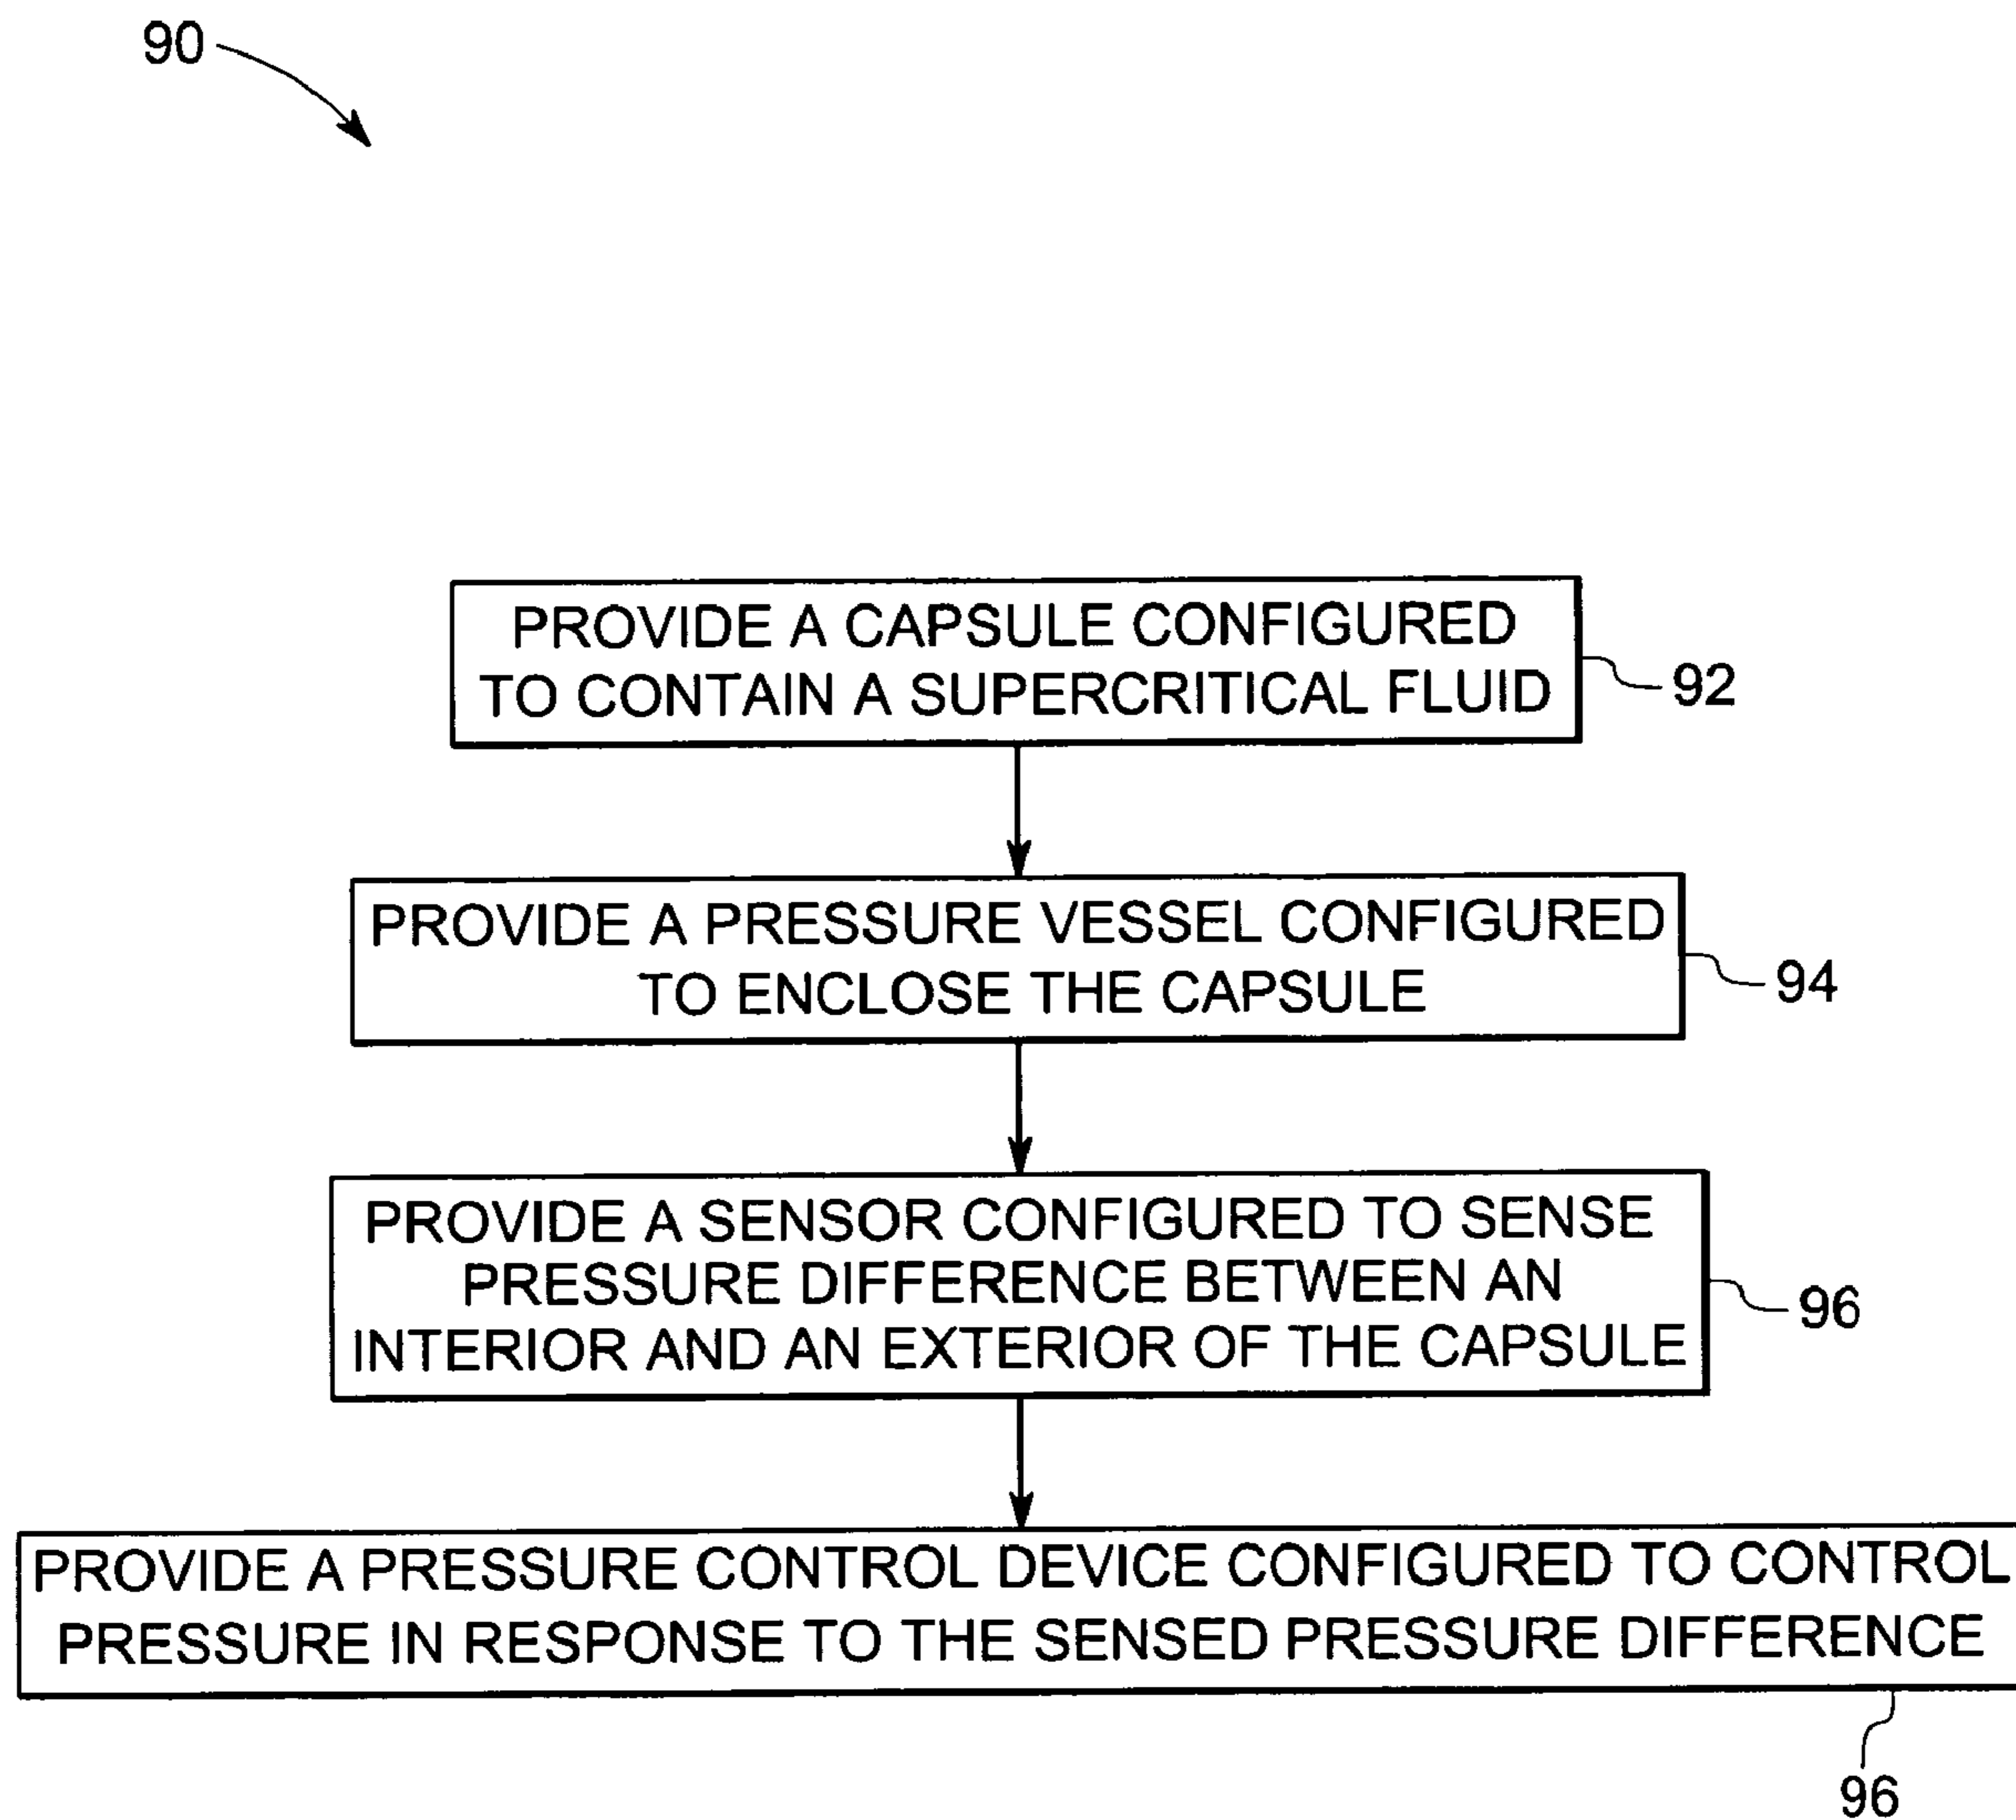 90
PROVIDE A CAPSULE CONFIGURED
TO CONTAIN A SUPERCRITICAL FLUID
92
PROVIDE A PRESSURE VESSEL CONFIGURED
TO ENCLOSE THE CAPSULE
94
PROVIDE A SENSOR CONFIGURED TO SENSE
PRESSURE DIFFERENCE BETWEEN AN
INTERIOR AND AN EXTERIOR OF THE CAPSULE
96
PROVIDE A PRESSURE CONTROL DEVICE CONFIGURED TO CONTROL
PRESSURE IN RESPONSE TO THE SENSED PRESSURE DIFFERENCE
96